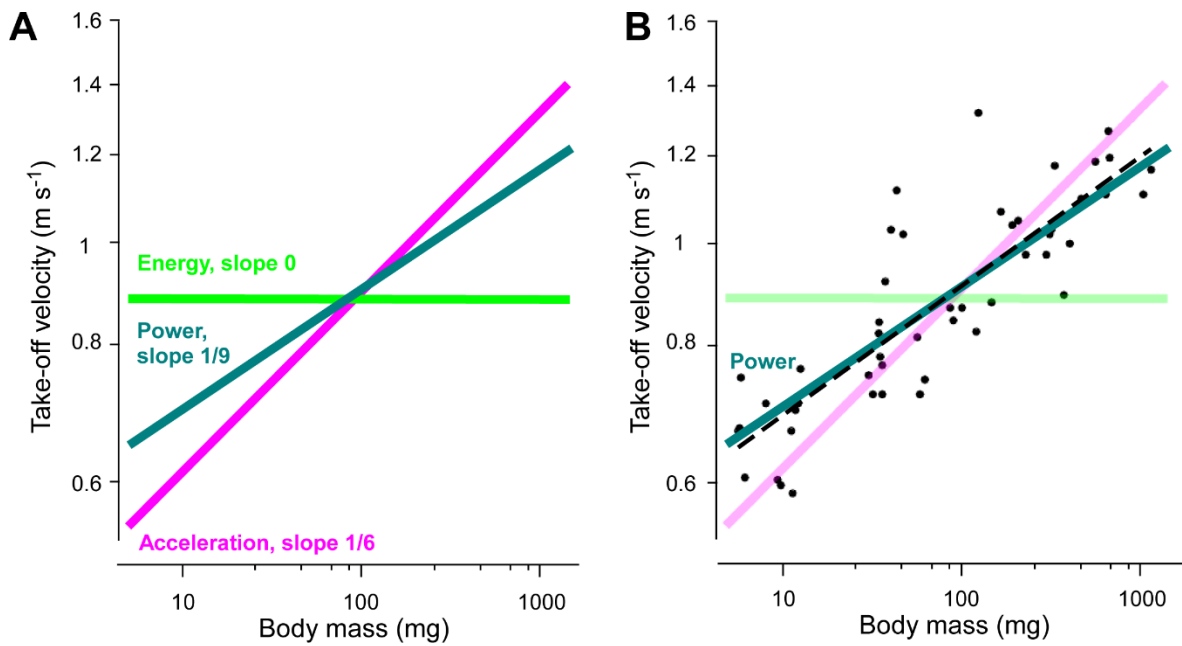 A
1.6
1.4
1.2
1
0.8
0.6
Take-off velocity (m s⁻¹)
Energy, slope 0
Power,
slope 1/9
Acceleration, slope 1/6
10
100
1000
Body mass (mg)
B
1.6
1.4
1.2
1
0.8
0.6
Take-off velocity (m s⁻¹)
Power
10
100
1000
Body mass (mg)